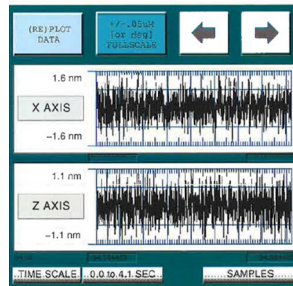 (RE)PLOT
DATA
+/-.05uM
[or deg]
FULLSCALE
1.6 nm
X AXIS
-1.6 nm
1.1 nm
Z AXIS
-1.1 nm
TIME SCALE
0.0 to 4.1 SEC
SAMPLES